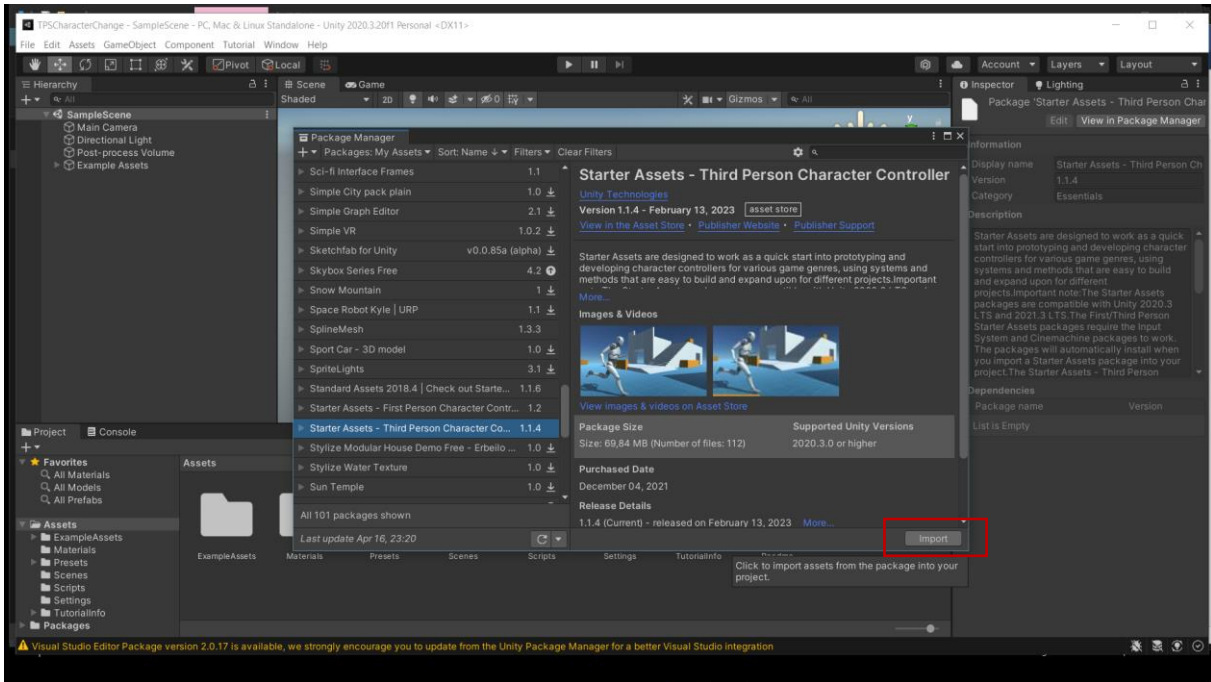 TPSCharacterChange - SampleScene - PC, Mac & Linux Standalone - Unity 2020.3.20f1 Personal <DX11>
File Edit Assets GameObject Component Tutorial Window Help
Pivot Local Account Layers Layout
Hierarchy
All
SampleScene
Main Camera
Directional Light
Post-process Volume
Example Assets
Scene Game
Shaded 2D 0 Gizmos All
y
Package Manager
Packages: My Assets Sort: Name ↓ Filters Clear Filters
Sci-fi Interface Frames 1.1
Simple City pack plain 1.0
Simple Graph Editor 2.1
Simple VR 1.0.2
Sketchfab for Unity v0.0.85a (alpha)
Skybox Series Free 4.2
Snow Mountain 1
Space Robot Kyle | URP 1.1
SplineMesh 1.3.3
Sport Car - 3D model 1.0
SpriteLights 3.1
Standard Assets 2018.4 | Check out Starte... 1.1.6
Starter Assets - First Person Character Contr... 1.2
Starter Assets - Third Person Character Co... 1.1.4
Stylize Modular House Demo Free - Erbeilo ... 1.0
Stylize Water Texture 1.0
Sun Temple 1.0
All 101 packages shown
Last update Apr 16, 23:20
Starter Assets - Third Person Character Controller
Unity Technologies
Version 1.1.4 - February 13, 2023 asset store
View in the Asset Store • Publisher Website • Publisher Support
Starter Assets are designed to work as a quick start into prototyping and
developing character controllers for various game genres, using systems and
methods that are easy to build and expand upon for different projects.Important
More...
Images & Videos
View images & videos on Asset Store
Package Size Supported Unity Versions
Size: 69,84 MB (Number of files: 112) 2020.3.0 or higher
Purchased Date
December 04, 2021
Release Details
1.1.4 (Current) - released on February 13, 2023 More...
Import
Click to import assets from the package into your
project.
Inspector Lighting
Package 'Starter Assets - Third Person Char
Edit View in Package Manager
Information
Display name Starter Assets - Third Person Ch
Version 1.1.4
Category Essentials
Description
Starter Assets are designed to work as a quick
start into prototyping and developing character
controllers for various game genres, using
systems and methods that are easy to build
and expand upon for different
projects.Important note:The Starter Assets
packages are compatible with Unity 2020.3
LTS and 2021.3 LTS.The First/Third Person
Starter Assets packages require the Input
System and Cinemachine packages to work.
The packages will automatically install when
you import a Starter Assets package into your
project.The Starter Assets - Third Person
Dependencies
Package name Version
List is Empty
Project Console
Favorites
All Materials
All Models
All Prefabs
Assets
ExampleAssets
Materials
Presets
Scenes
Scripts
Settings
TutorialInfo
Packages
Assets
ExampleAssets Materials Presets Scenes Scripts Settings TutorialInfo
Visual Studio Editor Package version 2.0.17 is available, we strongly encourage you to update from the Unity Package Manager for a better Visual Studio integration